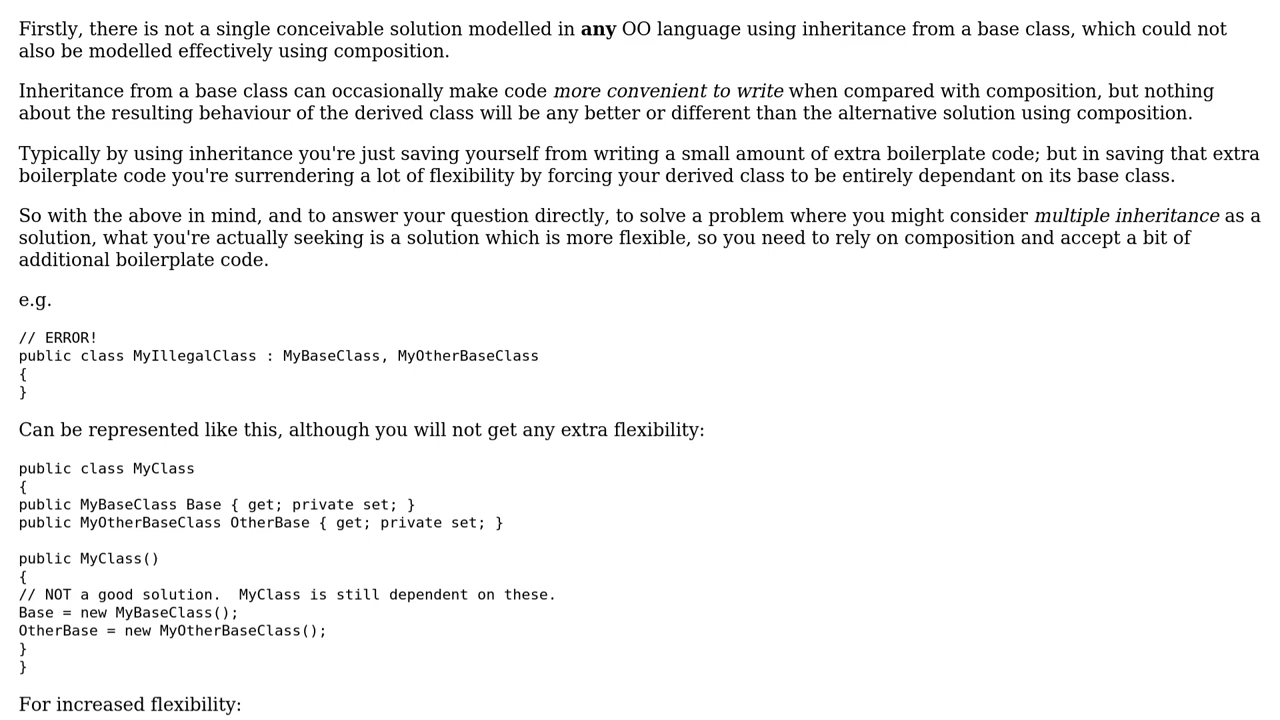 Firstly, there is not a single conceivable solution modelled in any OO language using inheritance from a base class, which could not
also be modelled effectively using composition.
Inheritance from a base class can occasionally make code more convenient to write when compared with composition, but nothing
about the resulting behaviour of the derived class will be any better or different than the alternative solution using composition.
Typically by using inheritance you're just saving yourself from writing a small amount of extra boilerplate code; but in saving that extra
boilerplate code you're surrendering a lot of flexibility by forcing your derived class to be entirely dependant on its base class.
So with the above in mind, and to answer your question directly, to solve a problem where you might consider multiple inheritance as a
solution, what you're actually seeking is a solution which is more flexible, so you need to rely on composition and accept a bit of
additional boilerplate code.
e.g.
// ERROR!
public class MyIllegalClass : MyBaseClass, MyOtherBaseClass
{
}
Can be represented like this, although you will not get any extra flexibility:
public class MyClass
{
public MyBaseClass Base { get; private set; }
public MyOtherBaseClass OtherBase { get; private set; }
public MyClass()
{
// NOT a good solution.  MyClass is still dependent on these.
Base = new MyBaseClass();
OtherBase = new MyOtherBaseClass();
}
}
For increased flexibility: